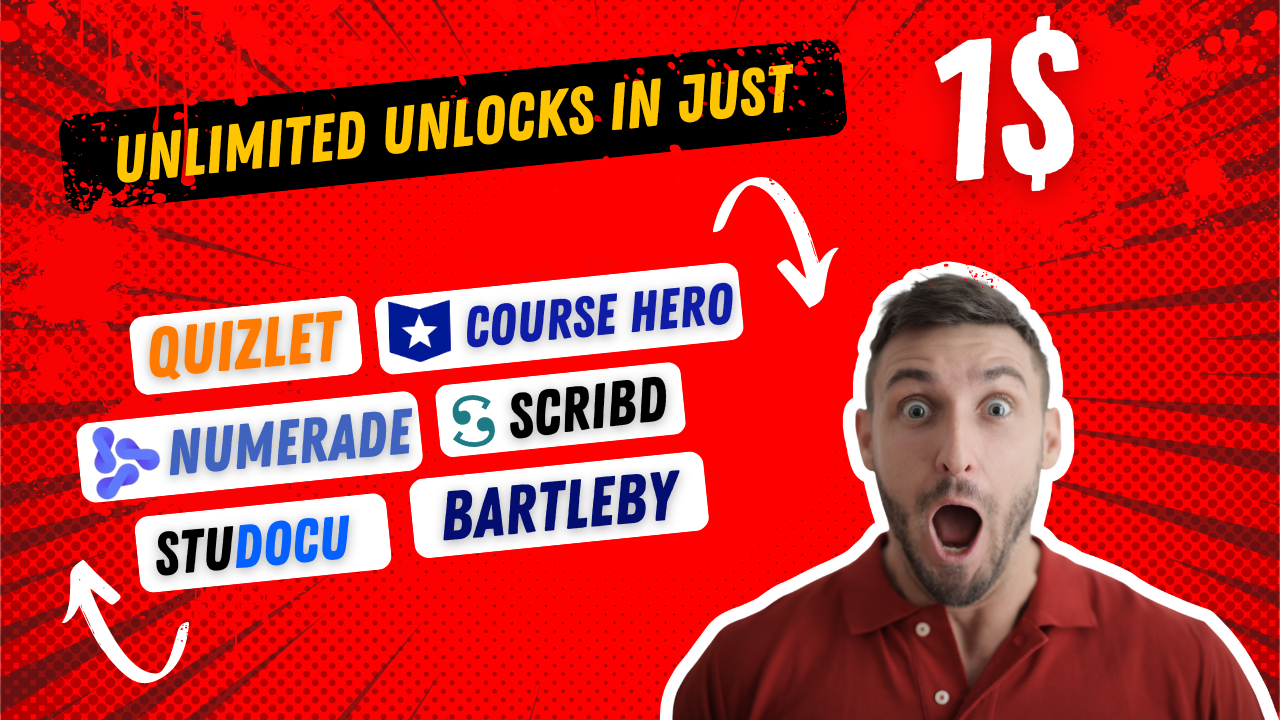 UNLIMITED UNLOCKS IN JUST
1$
QUIZLET
COURSE HERO
NUMERADE
SCRIBD
STUDOCU
BARTLEBY